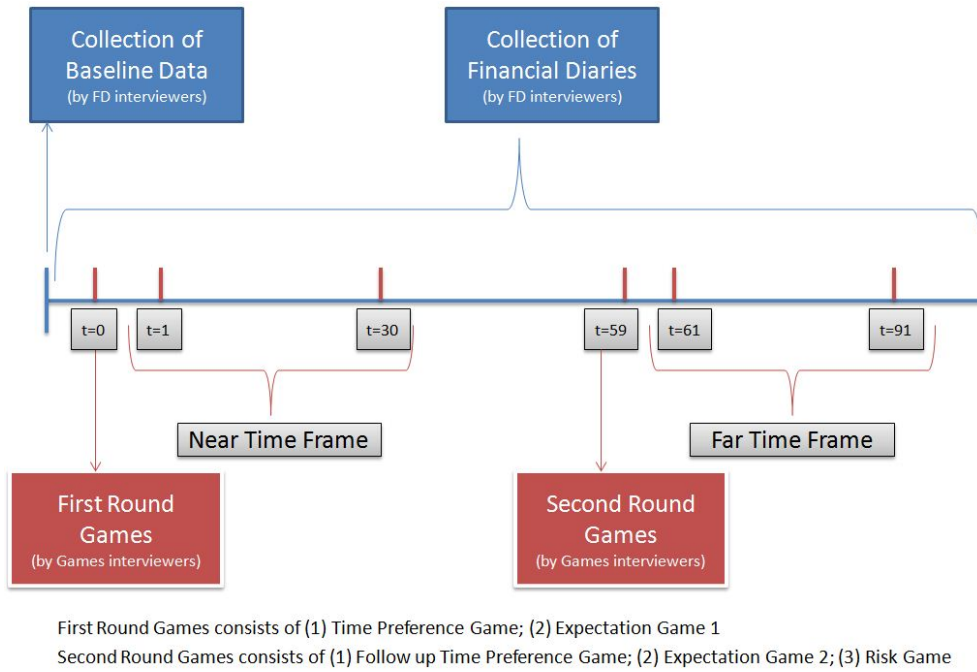 Collection of
Baseline Data
(by FD interviewers)
Collection of
Financial Diaries
(by FD interviewers)
t=0
t=1
t=30
t=59
t=61
t=91
Near Time Frame
Far Time Frame
First Round
Games
(by Games interviewers)
Second Round
Games
(by Games interviewers)
First Round Games consists of (1) Time Preference Game; (2) Expectation Game 1
Second Round Games consists of (1) Follow up Time Preference Game; (2) Expectation Game 2; (3) Risk Game